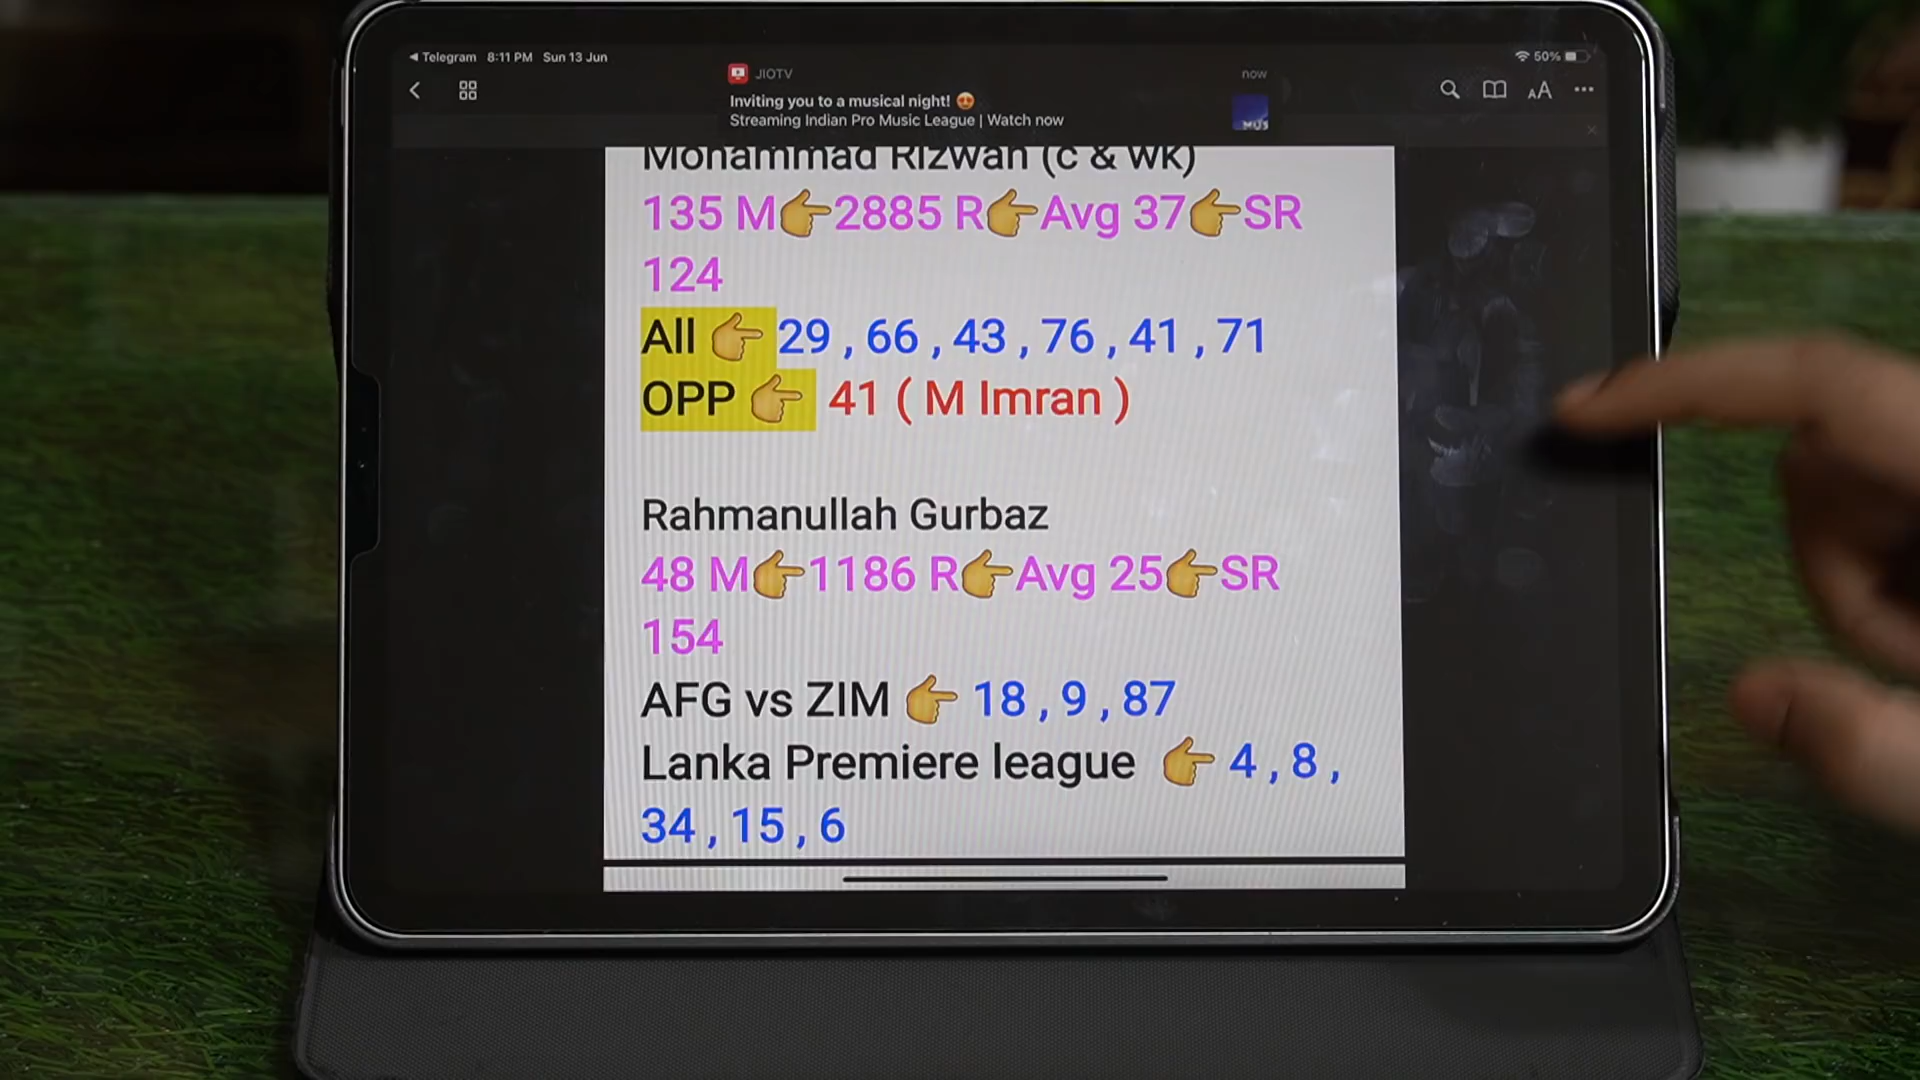 Telegram 8:11 PM Sun 13 Jun
50%
JIOTV
now
Inviting you to a musical night! 😍
Streaming Indian Pro Music League | Watch now
AA
Mohammad Rizwan (c & wk)
135 M👉2885 R👉Avg 37👉SR
124
All 👉 29 , 66 , 43 , 76 , 41 , 71
OPP 👉 41 ( M Imran )
Rahmanullah Gurbaz
48 M👉1186 R👉Avg 25👉SR
154
AFG vs ZIM 👉 18 , 9 , 87
Lanka Premiere league 👉 4 , 8 ,
34 , 15 , 6